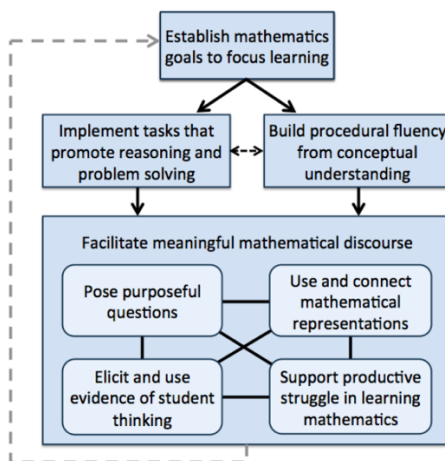 Establish mathematics
goals to focus learning
Implement tasks that
promote reasoning and
problem solving
Build procedural fluency
from conceptual
understanding
Facilitate meaningful mathematical discourse
Pose purposeful
questions
Use and connect
mathematical
representations
Elicit and use
evidence of student
thinking
Support productive
struggle in learning
mathematics